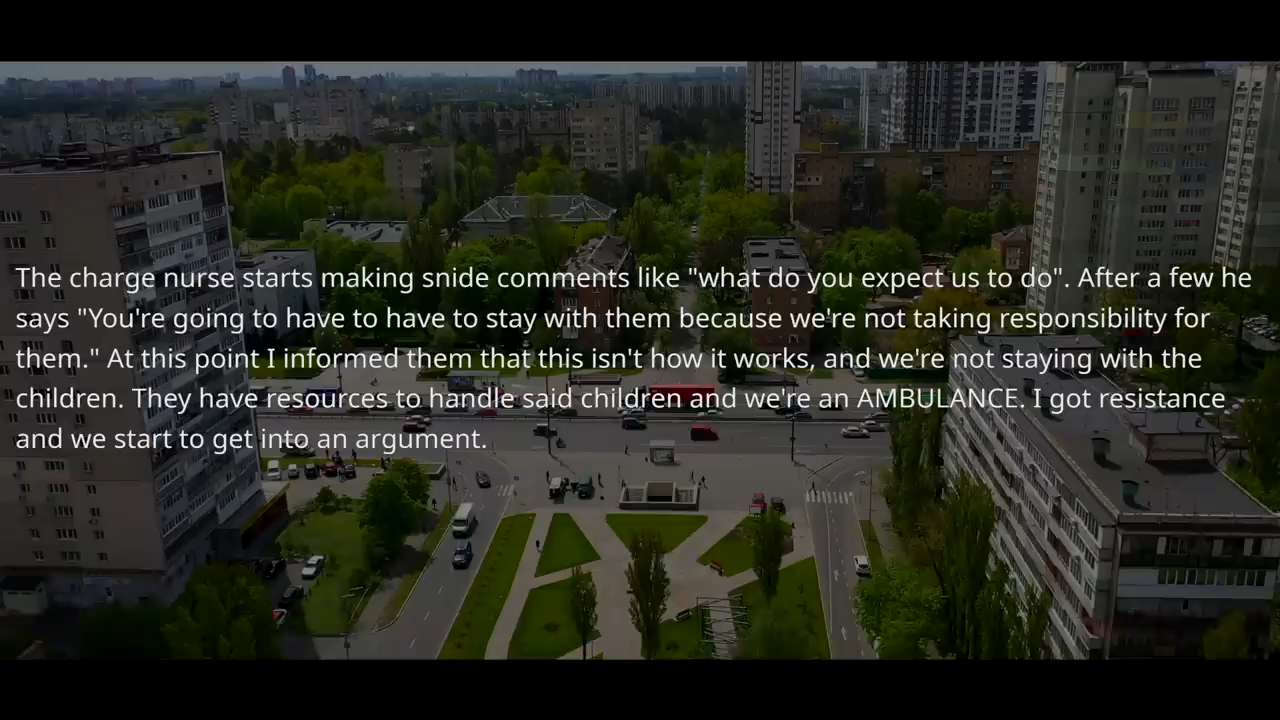 The charge nurse starts making snide comments like "what do you expect us to do". After a few he
says "You're going to have to have to stay with them because we're not taking responsibility for
them." At this point I informed them that this isn't how it works, and we're not staying with the
children. They have resources to handle said children and we're an AMBULANCE. I got resistance
and we start to get into an argument.